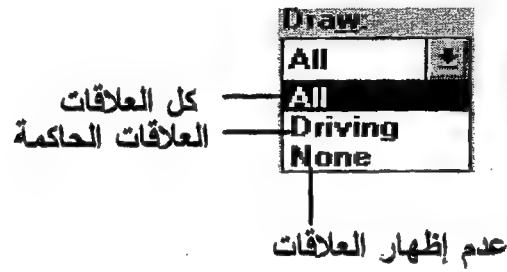 Draw:
All
All
كل العلاقات
Driving
العلاقات الحاكمة
None
عدم إظهار العلاقات